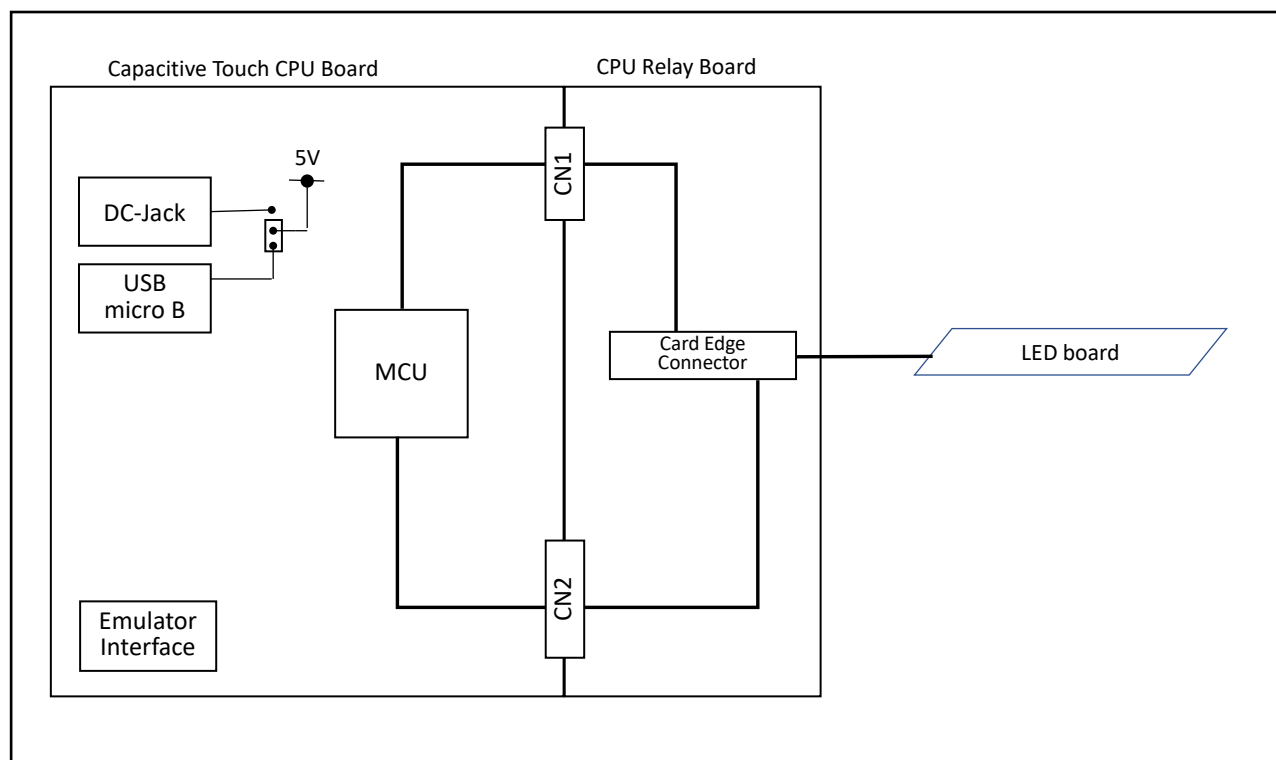 Capacitive Touch CPU Board
CPU Relay Board
5V
DC-Jack
USB
micro B
CN1
MCU
Card Edge
Connector
LED board
CN2
Emulator
Interface